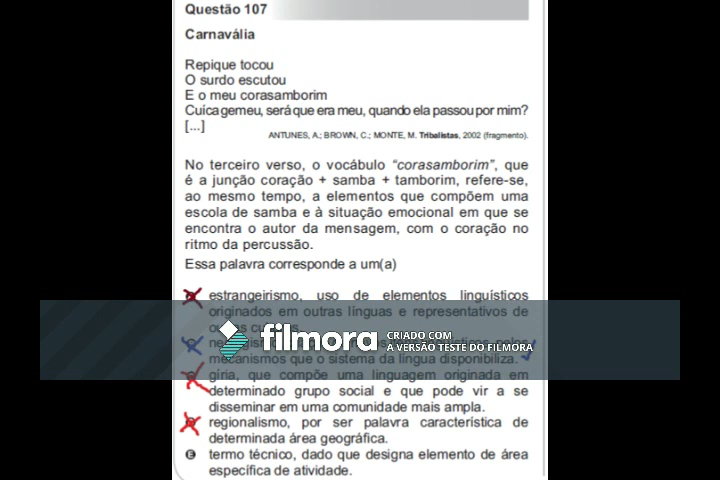 Questão 107
Carnavália
Repique tocou
O surdo escutou
E o meu corasamborim
Cuíca gemeu, será que era meu, quando ela passou por mim?
[...]
ANTUNES, A.; BROWN, C.; MONTE, M. Tribalistas, 2002 (fragmento).
No terceiro verso, o vocábulo “corasamborim”, que
é a junção coração + samba + tamborim, refere-se,
ao mesmo tempo, a elementos que compõem uma
escola de samba e à situação emocional em que se
encontra o autor da mensagem, com o coração no
ritmo da percussão.
Essa palavra corresponde a um(a)
estrangeirismo, uso de elementos linguísticos
originados em outras línguas e representativos de
filmora
CRIADO COM
A VERSÃO TESTE DO FILMORA
mecanismos que o sistema da língua disponibiliza.
gíria, que compõe uma linguagem originada em
determinado grupo social e que pode vir a se
disseminar em uma comunidade mais ampla.
regionalismo, por ser palavra característica de
determinada área geográfica.
E termo técnico, dado que designa elemento de área
específica de atividade.